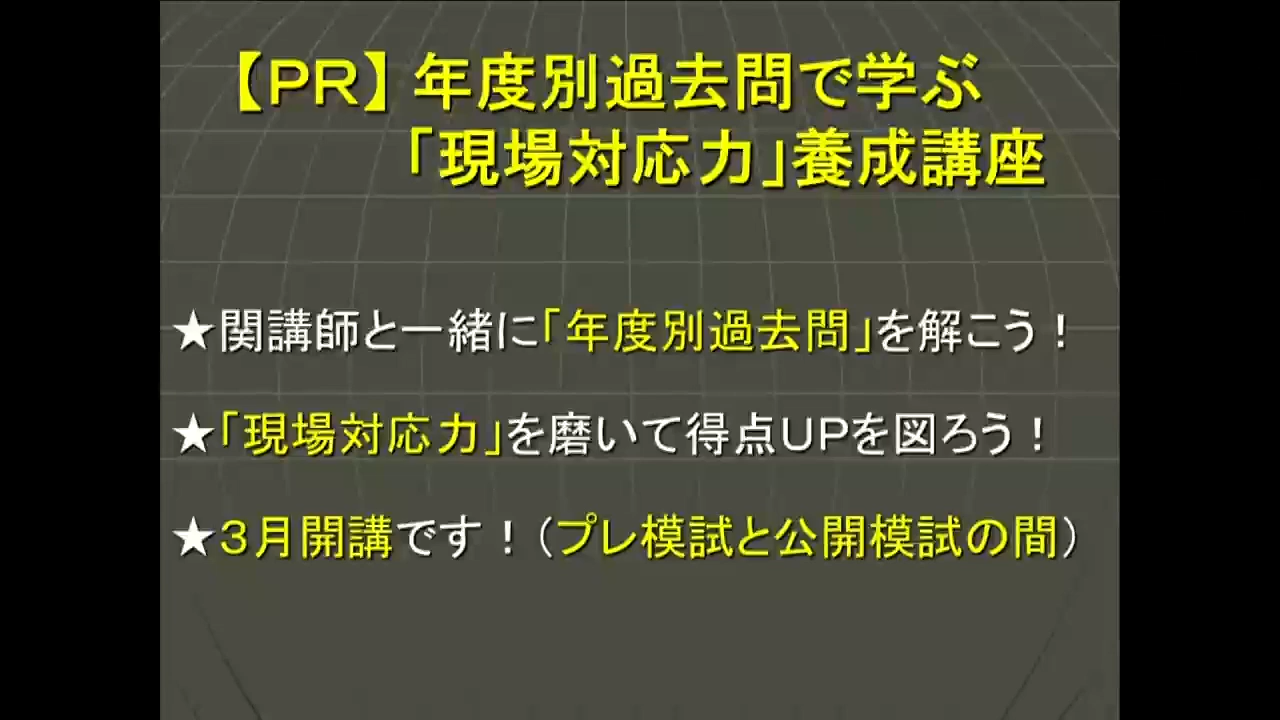 【PR】 年度別過去問で学ぶ
「現場対応力」養成講座
★関講師と一緒に「年度別過去問」を解こう！
★「現場対応力」を磨いて得点UPを図ろう！
★3月開講です！（プレ模試と公開模試の間）